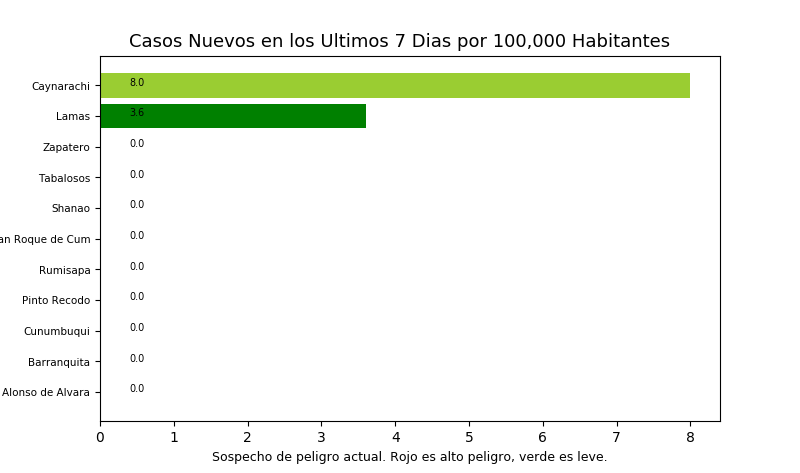 Casos Nuevos en los Ultimos 7 Dias por 100,000 Habitantes
Caynarachi 8.0
Lamas 3.6
Zapatero 0.0
Tabalosos 0.0
Shanao 0.0
an Roque de Cum 0.0
Rumisapa 0.0
Pinto Recodo 0.0
Cunumbuqui 0.0
Barranquita 0.0
Alonso de Alvara 0.0
0 1 2 3 4 5 6 7 8
Sospecho de peligro actual. Rojo es alto peligro, verde es leve.